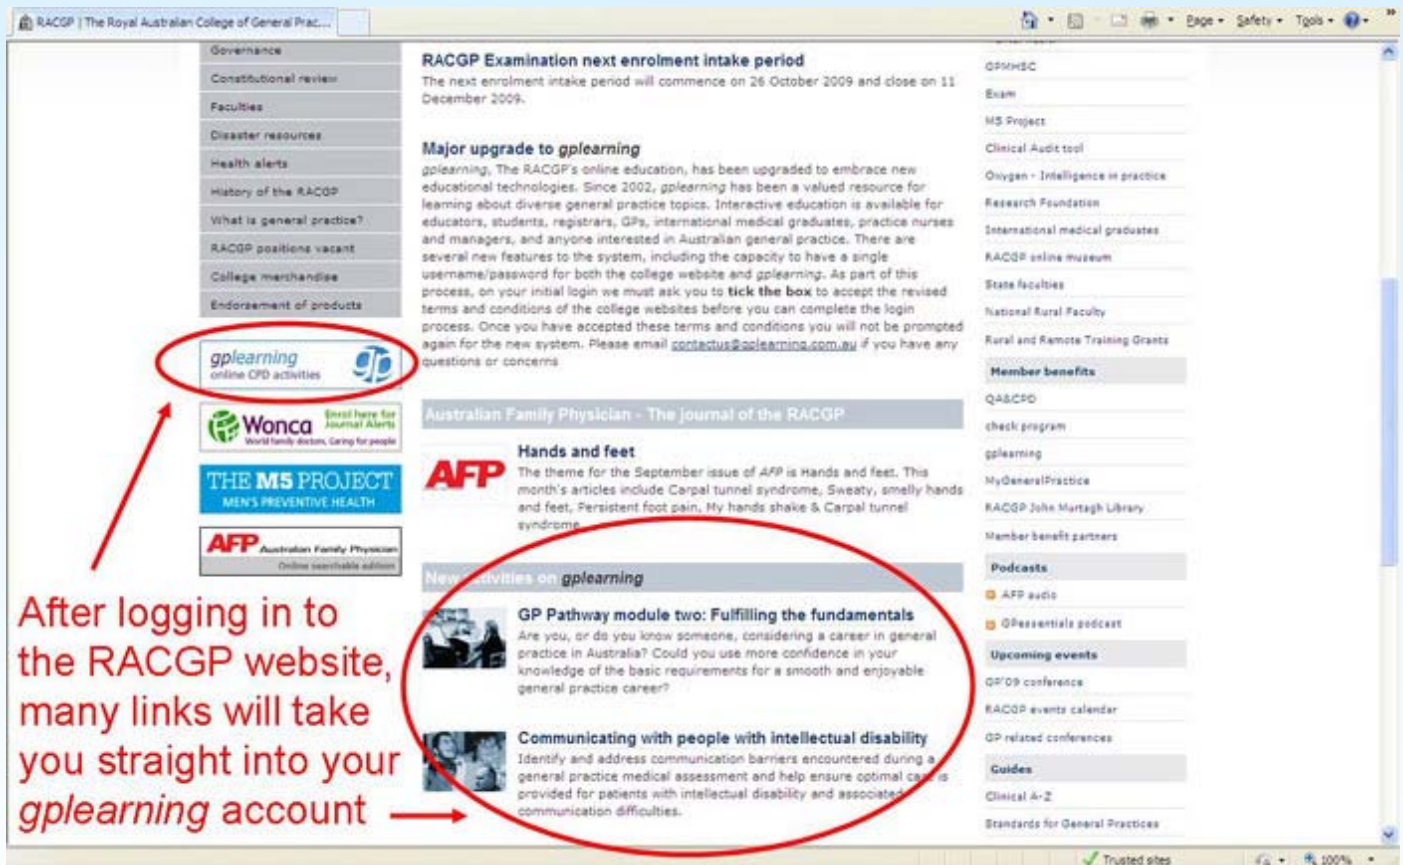 RACGP | The Royal Australian College of General Prac...
Page
Safety
Tools
Governance
Constitutional review
Faculties
Disaster resources
Health alerts
History of the RACGP
What is general practice?
RACGP positions vacant
College merchandise
Endorsement of products
gplearning
online CPD activities
gp
Wonca
Enrol here for
Journal Alerts
World family doctors, Caring for people
THE M5 PROJECT
MEN'S PREVENTIVE HEALTH
AFP Australian Family Physician
Online searchable edition
After logging in to
the RACGP website,
many links will take
you straight into your
gplearning account
RACGP Examination next enrolment intake period
The next enrolment intake period will commence on 26 October 2009 and close on 11
December 2009.
Major upgrade to gplearning
gplearning, The RACGP's online education, has been upgraded to embrace new
educational technologies. Since 2002, gplearning has been a valued resource for
learning about diverse general practice topics. Interactive education is available for
educators, students, registrars, GPs, international medical graduates, practice nurses
and managers, and anyone interested in Australian general practice. There are
several new features to the system, including the capacity to have a single
username/password for both the college website and gplearning. As part of this
process, on your initial login we must ask you to tick the box to accept the revised
terms and conditions of the college websites before you can complete the login
process. Once you have accepted these terms and conditions you will not be prompted
again for the new system. Please email contactus@gplearning.com.au if you have any
questions or concerns
Australian Family Physician - The journal of the RACGP
AFP
Hands and feet
The theme for the September issue of AFP is Hands and feet. This
month's articles include Carpal tunnel syndrome, Sweaty, smelly hands
and feet, Persistent foot pain, My hands shake & Carpal tunnel
syndrome
New activities on gplearning
GP Pathway module two: Fulfilling the fundamentals
Are you, or do you know someone, considering a career in general
practice in Australia? Could you use more confidence in your
knowledge of the basic requirements for a smooth and enjoyable
general practice career?
Communicating with people with intellectual disability
Identify and address communication barriers encountered during a
general practice medical assessment and help ensure optimal care is
provided for patients with intellectual disability and associated
communication difficulties.
GPMHSC
Exam
M5 Project
Clinical Audit tool
Oxygen - Intelligence in practice
Research Foundation
International medical graduates
RACGP online museum
State faculties
National Rural Faculty
Rural and Remote Training Grants
Member benefits
QA&CPD
check program
gplearning
MyGeneralPractice
RACGP John Murtagh Library
Member benefit partners
Podcasts
AFP audio
GPessentials podcast
Upcoming events
GP'09 conference
RACGP events calendar
GP related conferences
Guides
Clinical A-Z
Standards for General Practices
Trusted sites
100%